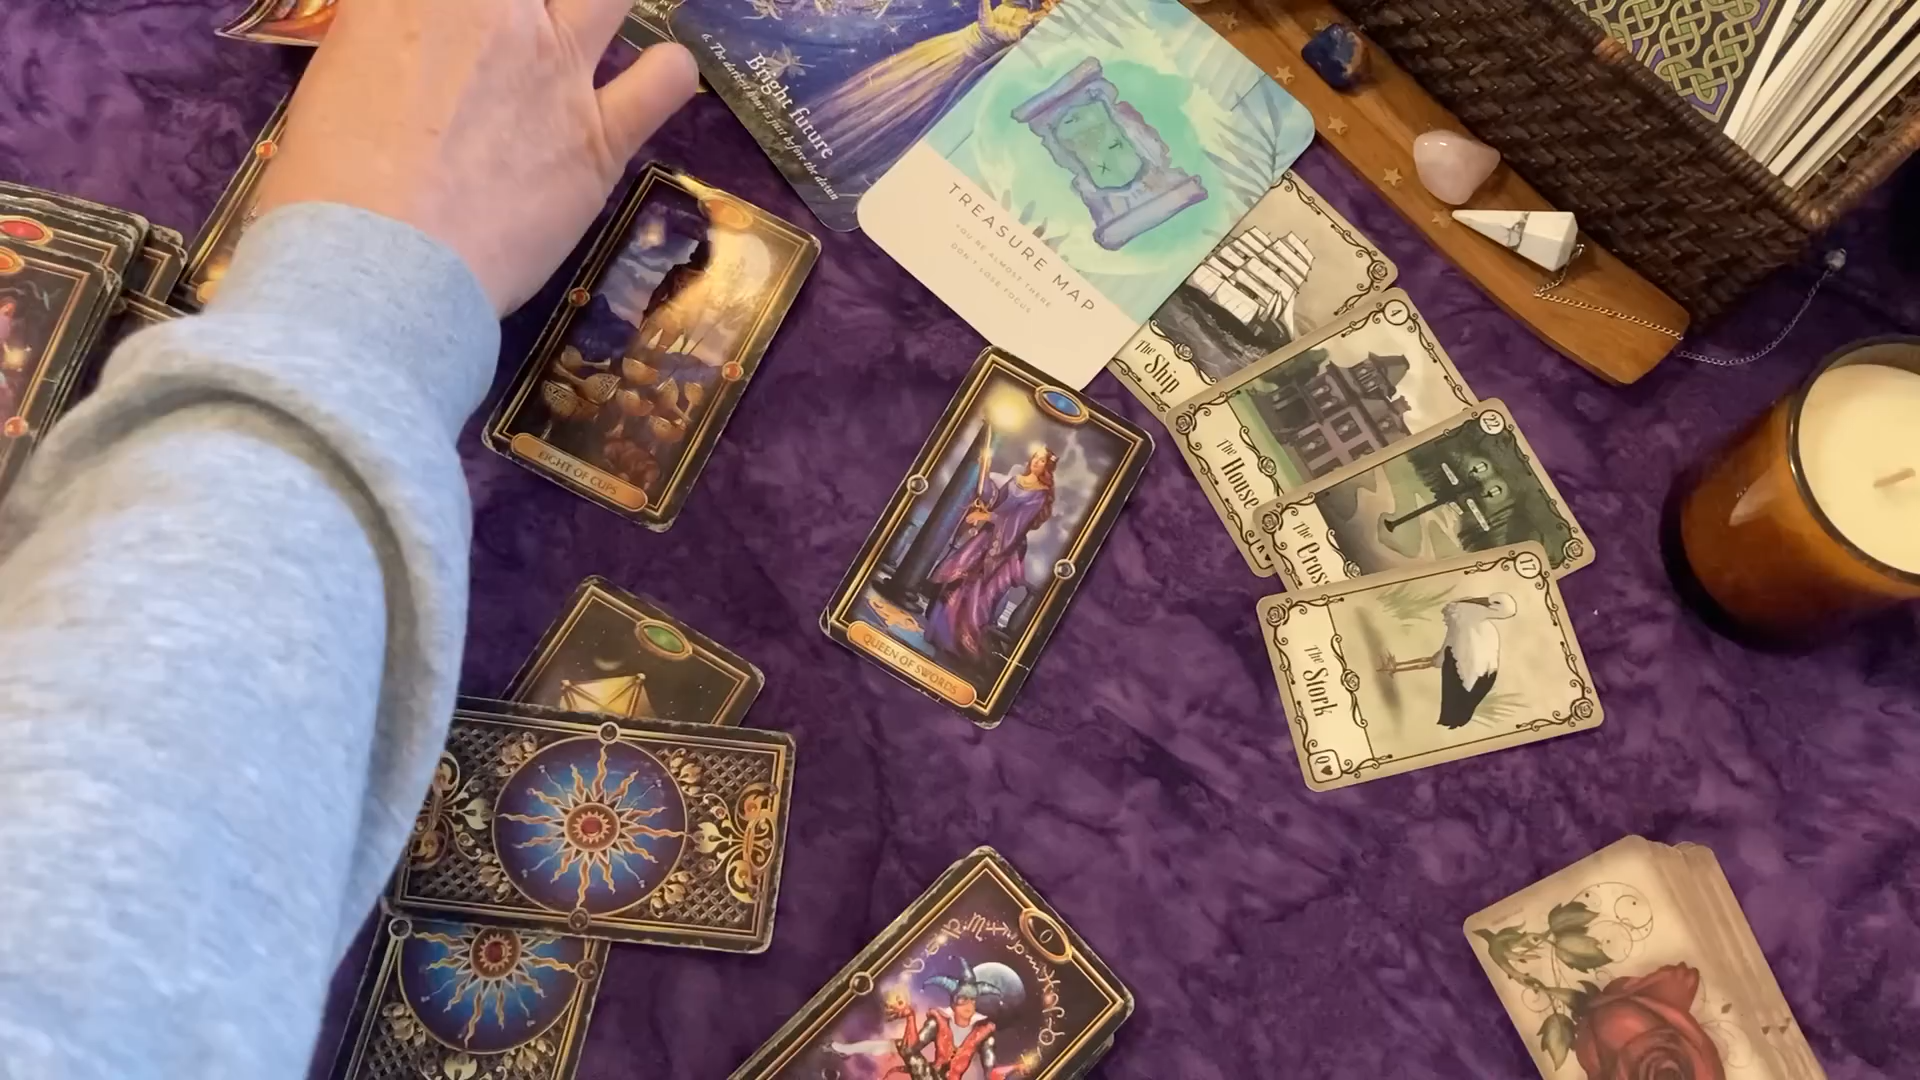 6. The darkest hour is just before the dawn
Bright future
TREASURE MAP
YOU'RE ALMOST THERE
DON'T LOSE FOCUS
The Ship
4
The House
22
The Cross
17
The Stork
EIGHT OF CUPS
QUEEN OF SWORDS
0